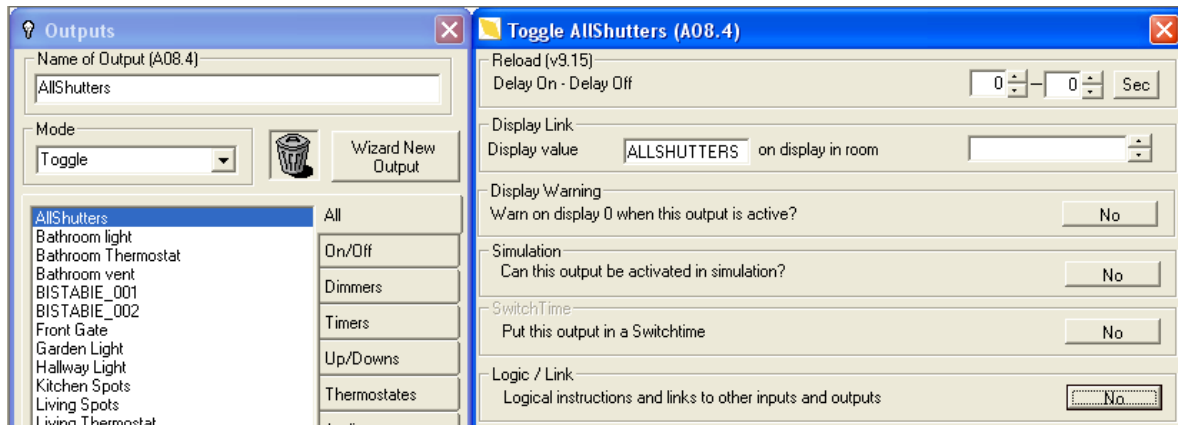 Outputs
Name of Output (A08.4)
AllShutters
Mode
Toggle
Wizard New
Output
AllShutters
Bathroom light
Bathroom Thermostat
Bathroom vent
BISTABIE_001
BISTABIE_002
Front Gate
Garden Light
Hallway Light
Kitchen Spots
Living Spots
Living Thermostat
All
On/Off
Dimmers
Timers
Up/Downs
Thermostates
Toggle AllShutters (A08.4)
Reload (v9.15)
Delay On - Delay Off 0 – 0 Sec
Display Link
Display value ALLSHUTTERS on display in room
Display Warning
Warn on display 0 when this output is active? No
Simulation
Can this output be activated in simulation? No
SwitchTime
Put this output in a Switchtime No
Logic / Link
Logical instructions and links to other inputs and outputs No